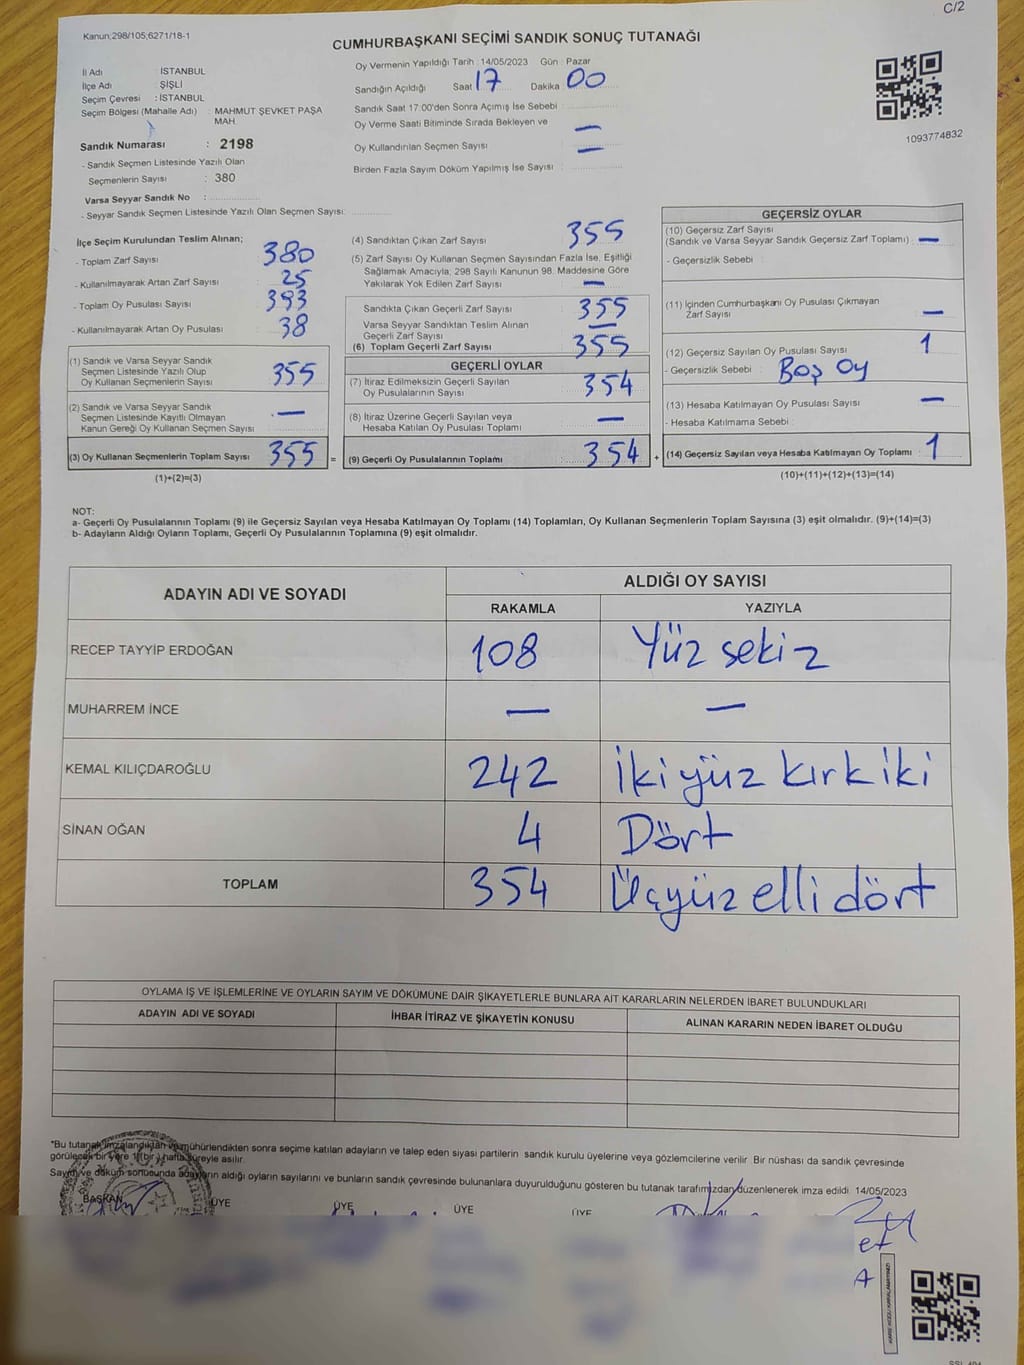 C/2
Kanun:298/105;6271/18-1
CUMHURBAŞKANI SEÇİMİ SANDIK SONUÇ TUTANAĞI
İl Adı : İSTANBUL
İlçe Adı : ŞİŞLİ
Seçim Çevresi : İSTANBUL
Seçim Bölgesi (Mahalle Adı) : MAHMUT ŞEVKET PAŞA MAH.
Sandık Numarası : 2198
- Sandık Seçmen Listesinde Yazılı Olan
Seçmenlerin Sayısı : 380
Varsa Seyyar Sandık No :
- Seyyar Sandık Seçmen Listesinde Yazılı Olan Seçmen Sayısı:
Oy Vermenin Yapıldığı Tarih :14/05/2023 Gün : Pazar
Sandığın Açıldığı Saat 17 Dakika 00
Sandık Saat 17:00'den Sonra Açımış İse Sebebi :
Oy Verme Saati Bitiminde Sırada Bekleyen ve —
Oy Kullandırılan Seçmen Sayısı : —
Birden Fazla Sayım Döküm Yapılmış İse Sayısı :
1093774832
İlçe Seçim Kurulundan Teslim Alınan;
- Toplam Zarf Sayısı : 380
- Kullanılmayarak Artan Zarf Sayısı : 25
- Toplam Oy Pusulası Sayısı : 393
- Kullanılmayarak Artan Oy Pusulası : 38
(1) Sandık ve Varsa Seyyar Sandık
Seçmen Listesinde Yazılı Olup
Oy Kullanan Seçmenlerin Sayısı : 355
(2) Sandık ve Varsa Seyyar Sandık
Seçmen Listesinde Kayıtlı Olmayan
Kanun Gereği Oy Kullanan Seçmen Sayısı : —
(3) Oy Kullanan Seçmenlerin Toplam Sayısı : 355 =
(1)+(2)=(3)
(4) Sandıktan Çıkan Zarf Sayısı : 355
(5) Zarf Sayısı Oy Kullanan Seçmen Sayısından Fazla İse, Eşitliği
Sağlamak Amacıyla, 298 Sayılı Kanunun 98. Maddesine Göre
Yakılarak Yok Edilen Zarf Sayısı : —
Sandıkta Çıkan Geçerli Zarf Sayısı : 355
Varsa Seyyar Sandıktan Teslim Alınan
Geçerli Zarf Sayısı : —
(6) Toplam Geçerli Zarf Sayısı : 355
GEÇERLİ OYLAR
(7) İtiraz Edilmeksizin Geçerli Sayılan
Oy Pusulasının Sayısı : 354
(8) İtiraz Üzerine Geçerli Sayılan veya
Hesaba Katılan Oy Pusulası Toplamı : —
(9) Geçerli Oy Pusulalarının Toplamı : 354 +
GEÇERSİZ OYLAR
(10) Geçersiz Zarf Sayısı
(Sandık ve Varsa Seyyar Sandık Geçersiz Zarf Toplamı) : —
- Geçersizlik Sebebi :
(11) İçinden Cumhurbaşkanı Oy Pusulası Çıkmayan
Zarf Sayısı : —
(12) Geçersiz Sayılan Oy Pusulası Sayısı : 1
- Geçersizlik Sebebi : Boş Oy
(13) Hesaba Katılmayan Oy Pusulası Sayısı : —
- Hesaba Katılmama Sebebi :
(14) Geçersiz Sayılan veya Hesaba Katılmayan Oy Toplamı : 1
(10)+(11)+(12)+(13)=(14)
NOT:
a- Geçerli Oy Pusulalarının Toplamı (9) ile Geçersiz Sayılan veya Hesaba Katılmayan Oy Toplamı (14) Toplamları, Oy Kullanan Seçmenlerin Toplam Sayısına (3) eşit olmalıdır. (9)+(14)=(3)
b- Adayların Aldığı Oyların Toplamı, Geçerli Oy Pusulalarının Toplamına (9) eşit olmalıdır.
ADAYIN ADI VE SOYADI ALDIĞI OY SAYISI
RAKAMLA YAZIYLA
RECEP TAYYİP ERDOĞAN 108 Yüz sekiz
MUHARREM İNCE — —
KEMAL KILIÇDAROĞLU 242 İki yüz kırk iki
SİNAN OĞAN 4 Dört
TOPLAM 354 Üçyüz elli dört
OYLAMA İŞ VE İŞLEMLERİNE VE OYLARIN SAYIM VE DÖKÜMÜNE DAİR ŞİKAYETLERLE BUNLARA AİT KARARLARIN NELERDEN İBARET BULUNDUKLARI
ADAYIN ADI VE SOYADI İHBAR İTİRAZ VE ŞİKAYETİN KONUSU ALINAN KARARIN NEDEN İBARET OLDUĞU
*Bu tutanak imzalandıktan ve mühürlendikten sonra seçime katılan adayların ve talep eden siyasi partilerin sandık kurulu üyelerine veya gözlemcilerine verilir. Bir nüshası da sandık çevresinde
görülecek bir yere 1 (bir) hafta süreyle asılır.
Sayım ve döküm sonucunda adayların aldığı oyların sayılarını ve bunların sandık çevresinde bulunanlara duyurulduğunu gösteren bu tutanak tarafımızdan düzenlenerek imza edildi. 14/05/2023
BAŞKAN ÜYE ÜYE ÜYE ÜYE